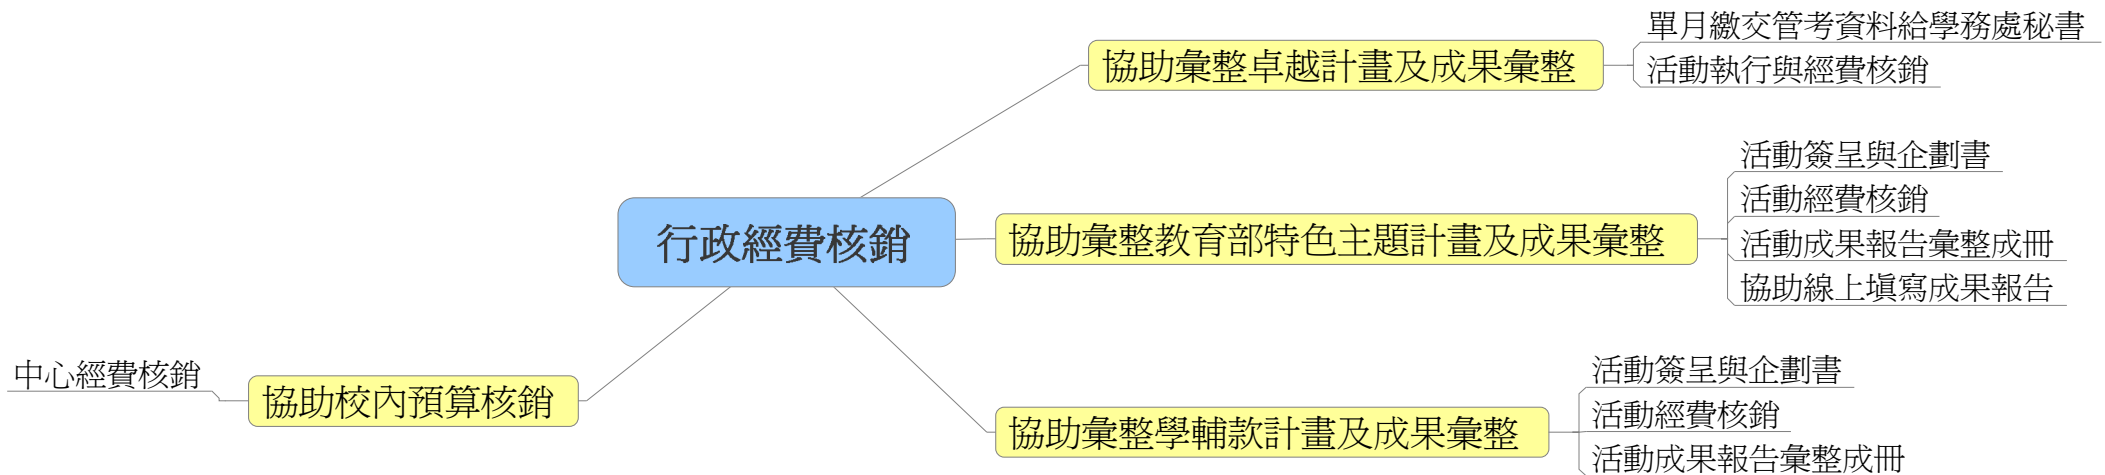 行政經費核銷
協助彙整卓越計畫及成果彙整
單月繳交管考資料給學務處秘書
活動執行與經費核銷
協助彙整教育部特色主題計畫及成果彙整
活動簽呈與企劃書
活動經費核銷
活動成果報告彙整成冊
協助線上填寫成果報告
協助彙整學輔款計畫及成果彙整
活動簽呈與企劃書
活動經費核銷
活動成果報告彙整成冊
協助校內預算核銷
中心經費核銷